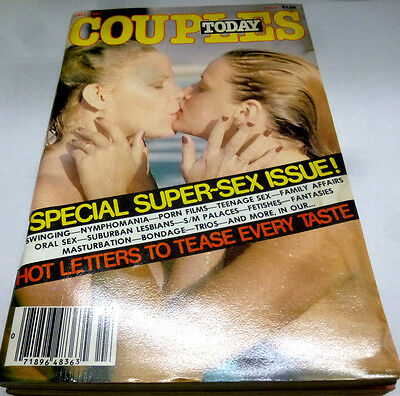 COUPLES
TODAY
SPECIAL SUPER-SEX ISSUE!
SWINGING—NYMPHOMANIA—PORN FILMS—TEENAGE SEX—FAMILY AFFAIRS
ORAL SEX—SUBURBAN LESBIANS—S/M PALACES—FETISHES—FANTASIES
MASTURBATION—BONDAGE—TRIOS—AND MORE, IN OUR...
HOT LETTERS TO TEASE EVERY TASTE
0
71896 48363